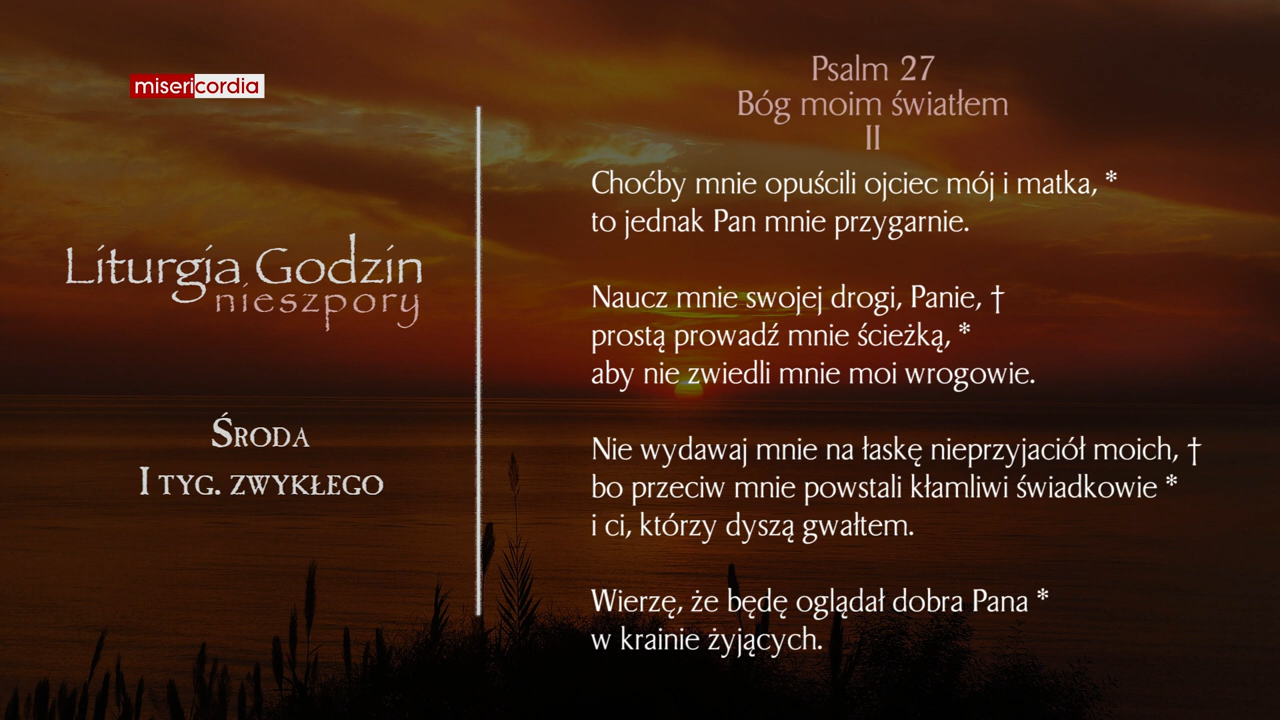 misericordia
Liturgia Godzin
nieszpory
Środa
I tyg. zwykłego
Psalm 27
Bóg moim światłem
II
Choćby mnie opuścili ojciec mój i matka, *
to jednak Pan mnie przygarnie.
Naucz mnie swojej drogi, Panie, †
prostą prowadź mnie ścieżką, *
aby nie zwiedli mnie moi wrogowie.
Nie wydawaj mnie na łaskę nieprzyjaciół moich, †
bo przeciw mnie powstali kłamliwi świadkowie *
i ci, którzy dyszą gwałtem.
Wierzę, że będę oglądał dobra Pana *
w krainie żyjących.